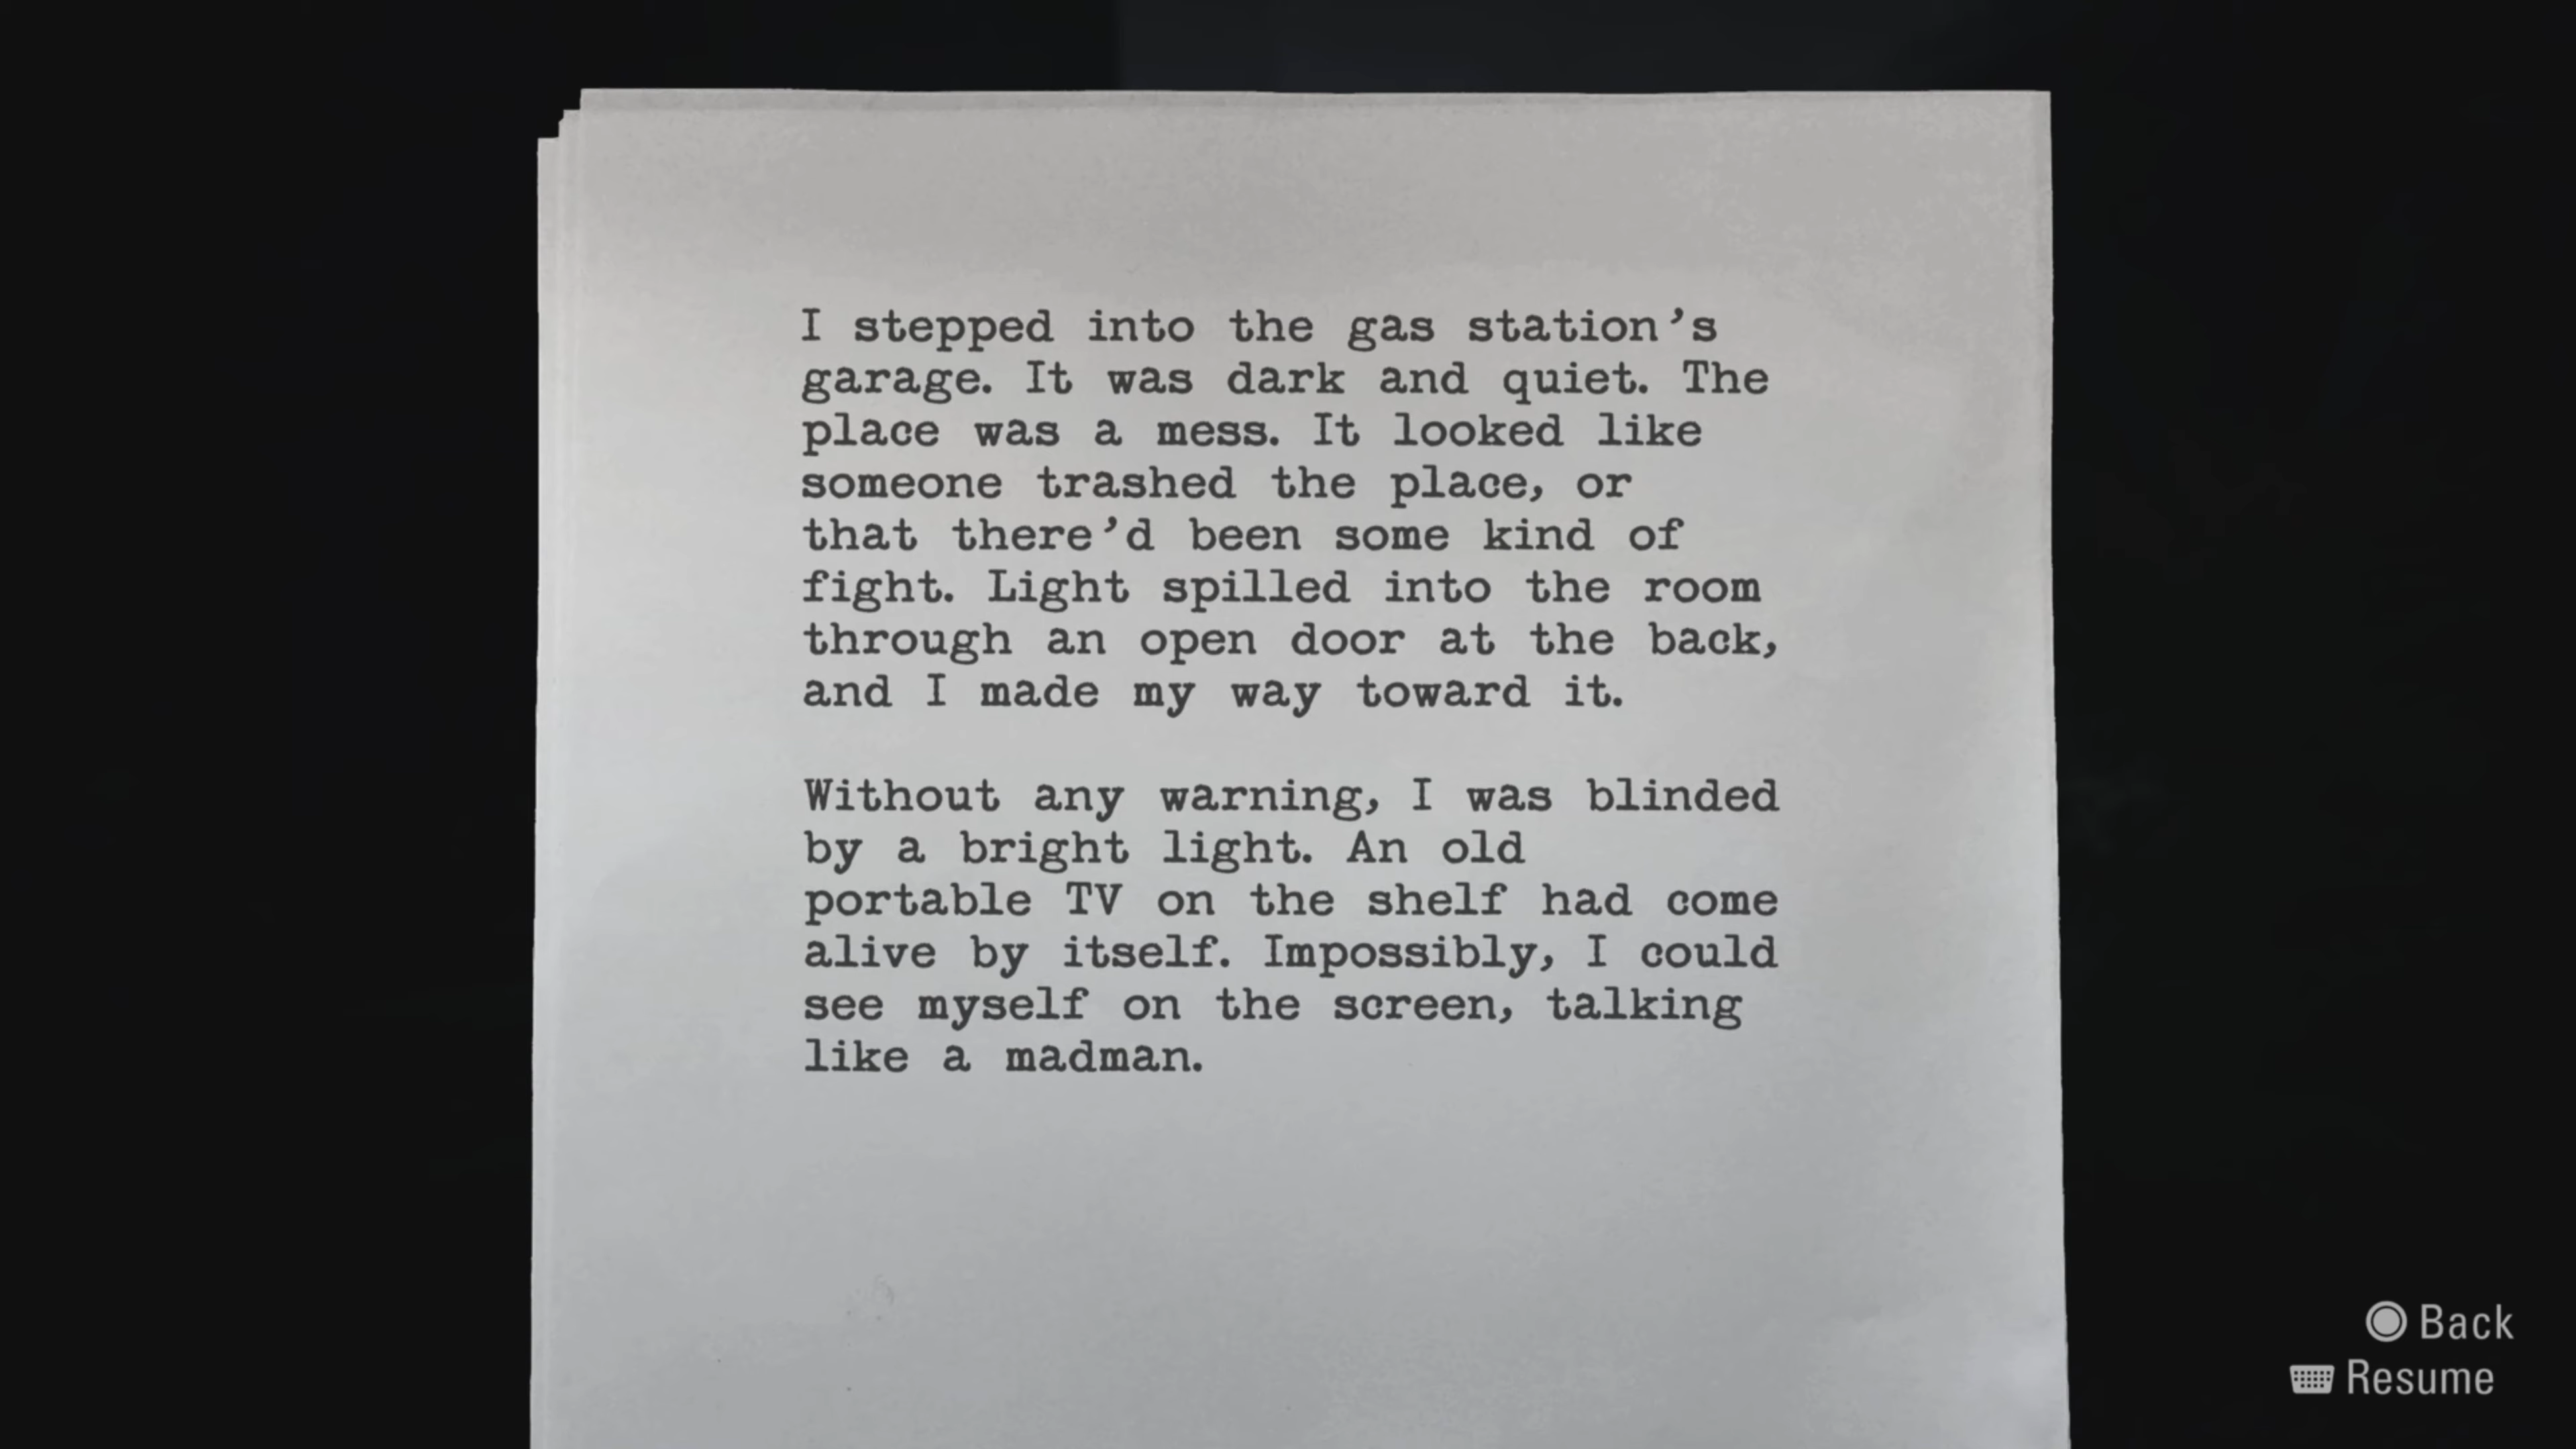 I stepped into the gas station’s
garage. It was dark and quiet. The
place was a mess. It looked like
someone trashed the place, or
that there’d been some kind of
fight. Light spilled into the room
through an open door at the back,
and I made my way toward it.
Without any warning, I was blinded
by a bright light. An old
portable TV on the shelf had come
alive by itself. Impossibly, I could
see myself on the screen, talking
like a madman.
Back
Resume